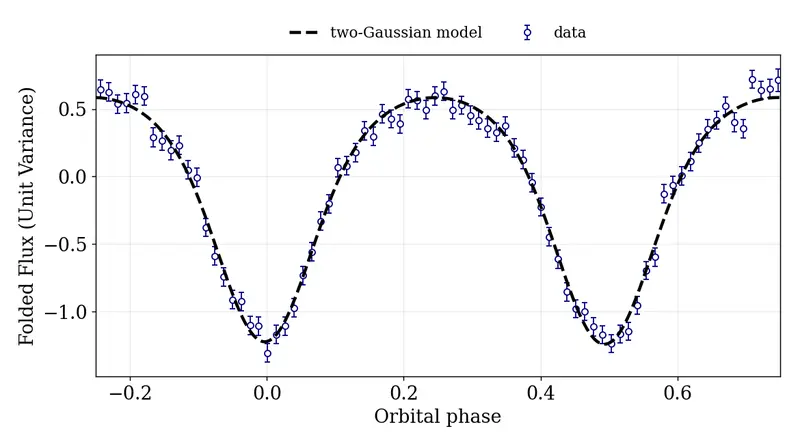 two-Gaussian model
data
Folded Flux (Unit Variance)
0.5
0.0
−0.5
−1.0
−0.2
0.0
0.2
0.4
0.6
Orbital phase